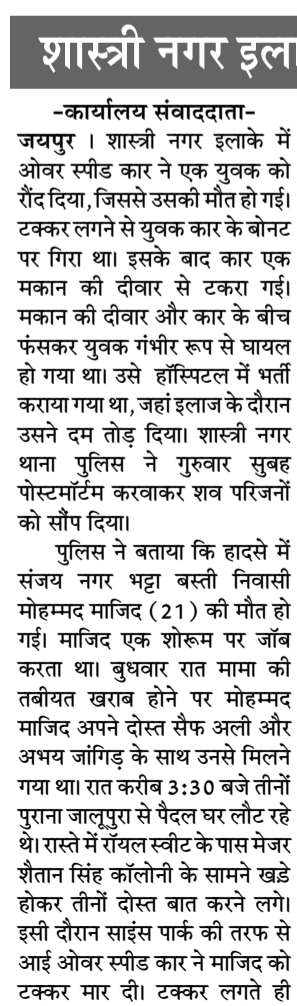 शास्त्री नगर इला
-कार्यालय संवाददाता-
जयपुर । शास्त्री नगर इलाके में
ओवर स्पीड कार ने एक युवक को
रौंद दिया,जिससे उसकी मौत हो गई।
टक्कर लगने से युवक कार के बोनट
पर गिरा था। इसके बाद कार एक
मकान की दीवार से टकरा गई।
मकान की दीवार और कार के बीच
फंसकर युवक गंभीर रूप से घायल
हो गया था। उसे हॉस्पिटल में भर्ती
कराया गया था,जहां इलाज के दौरान
उसने दम तोड़ दिया। शास्त्री नगर
थाना पुलिस ने गुरुवार सुबह
पोस्टमॉर्टम करवाकर शव परिजनों
को सौंप दिया।
पुलिस ने बताया कि हादसे में
संजय नगर भट्टा बस्ती निवासी
मोहम्मद माजिद (21) की मौत हो
गई। माजिद एक शोरूम पर जॉब
करता था। बुधवार रात मामा की
तबीयत खराब होने पर मोहम्मद
माजिद अपने दोस्त सैफ अली और
अभय जांगिड़ के साथ उनसे मिलने
गया था। रात करीब 3:30 बजे तीनों
पुराना जालूपुरा से पैदल घर लौट रहे
थे। रास्ते में रॉयल स्वीट के पास मेजर
शैतान सिंह कॉलोनी के सामने खड़े
होकर तीनों दोस्त बात करने लगे।
इसी दौरान साइंस पार्क की तरफ से
आई ओवर स्पीड कार ने माजिद को
टक्कर मार दी। टक्कर लगते ही